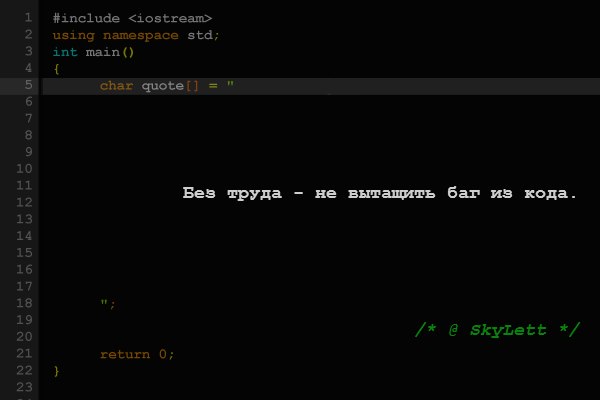 1 #include <iostream>
2 using namespace std;
3 int main()
4 {
5 char quote[] = "
6
7
8
9
10
11 Без труда - не вытащить баг из кода.
12
13
14
15
16
17
18 ";
19 /* @ SkyLett */
20
21 return 0;
22 }
23